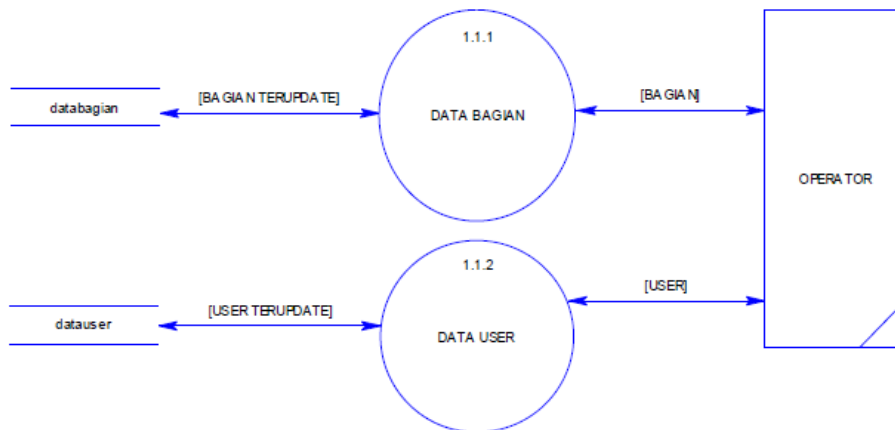 1.1.1
[BAGIAN TERUPDATE]
[BAGIAN]
databagian
DATA BAGIAN
OPERATOR
1.1.2
[USER TERUPDATE]
[USER]
datauser
DATA USER